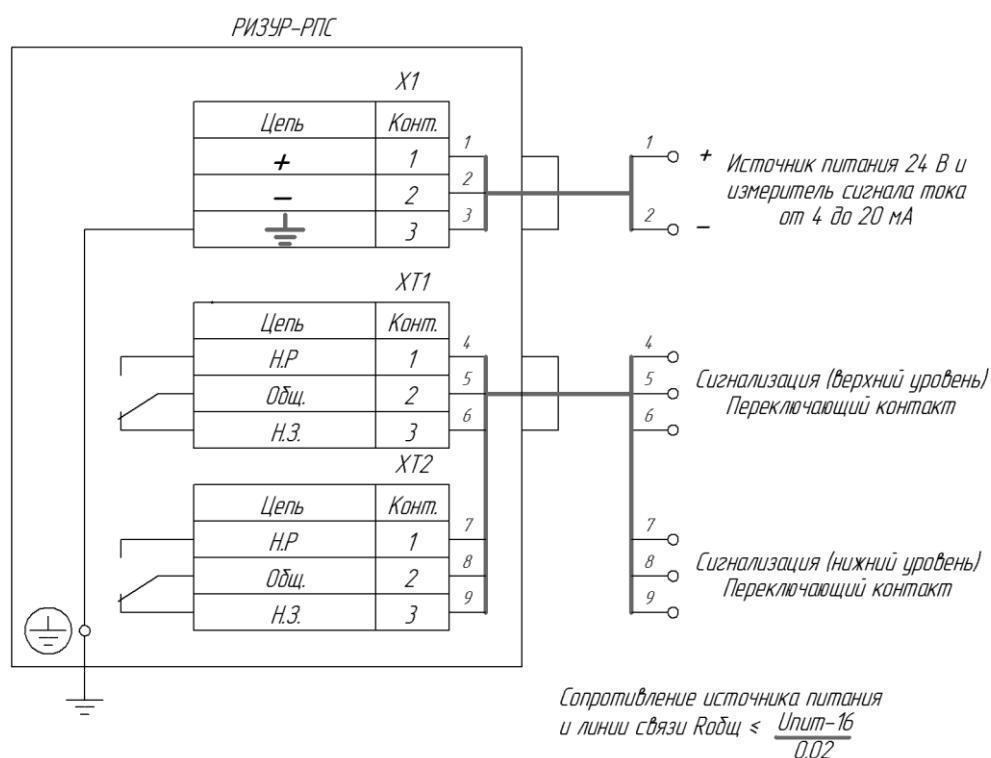 РИЗУР-РПС
X1
Цепь Конт.
+ 1
− 2
3
1
2
3
1 +
2 −
Источник питания 24 В и
измеритель сигнала тока
от 4 до 20 мА
XT1
Цепь Конт.
Н.Р 1
Общ. 2
Н.З. 3
4
5
6
4
5
6
Сигнализация (верхний уровень)
Переключающий контакт
XT2
Цепь Конт.
Н.Р 1
Общ. 2
Н.З. 3
7
8
9
7
8
9
Сигнализация (нижний уровень)
Переключающий контакт
Сопротивление источника питания
и линии связи Rобщ ≤ Uпит-16
0.02